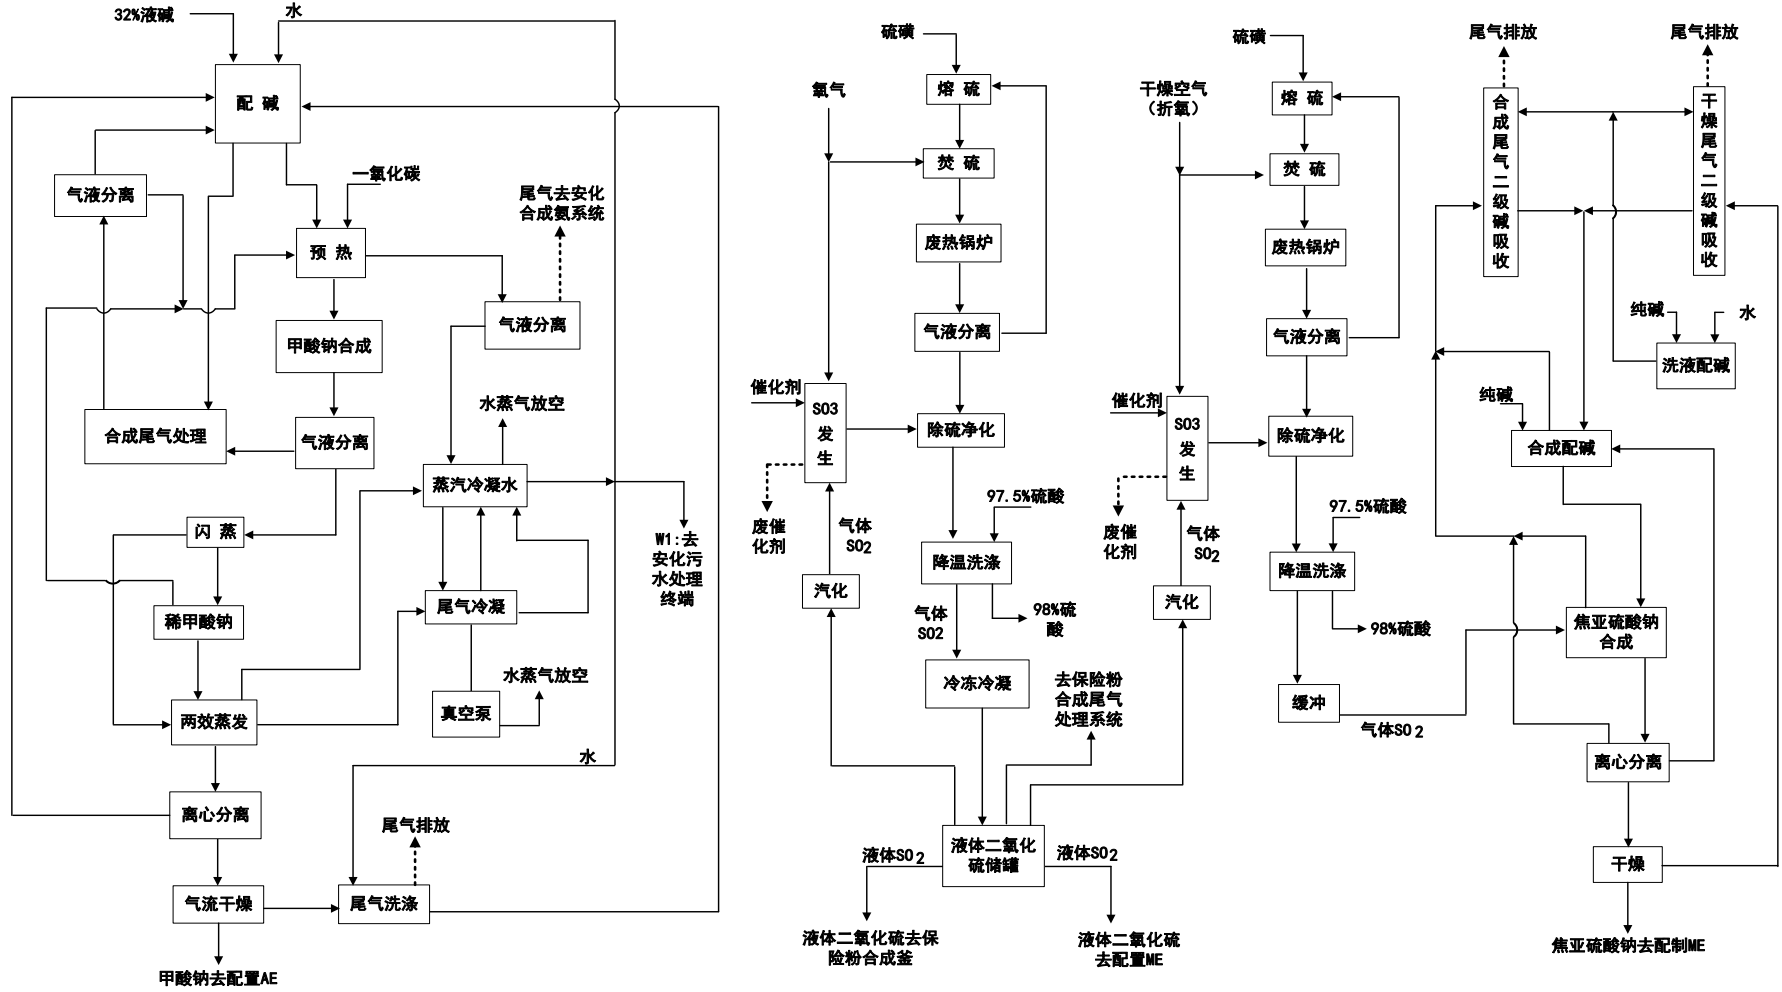 32%液碱
水
配 碱
气液分离
一氧化碳
预 热
尾气去安化
合成氨系统
甲酸钠合成
气液分离
合成尾气处理
气液分离
水蒸气放空
蒸汽冷凝水
闪 蒸
W1:去
安化污
水处理
终端
稀甲酸钠
尾气冷凝
两效蒸发
真空泵
水蒸气放空
水
离心分离
尾气排放
气流干燥
尾气洗涤
甲酸钠去配置AE
硫磺
氧气
熔 硫
焚 硫
废热锅炉
气液分离
催化剂
SO3
发
生
除硫净化
废催
化剂
气体
SO2
97.5%硫酸
降温洗涤
汽化
气体
SO2
98%硫
酸
冷冻冷凝
去保险粉
合成尾气
处理系统
液体二氧化
硫储罐
液体SO2
液体SO2
液体二氧化硫去保
险粉合成釜
液体二氧化硫
去配置ME
硫磺
干燥空气
（折氧）
熔 硫
焚 硫
废热锅炉
气液分离
催化剂
SO3
发
生
除硫净化
废催
化剂
气体
SO2
97.5%硫酸
降温洗涤
汽化
98%硫酸
缓冲
气体SO2
尾气排放
尾气排放
合成尾气二级碱吸收
干燥尾气二级碱吸收
纯碱
水
洗液配碱
纯碱
合成配碱
焦亚硫酸钠
合成
离心分离
干燥
焦亚硫酸钠去配制ME